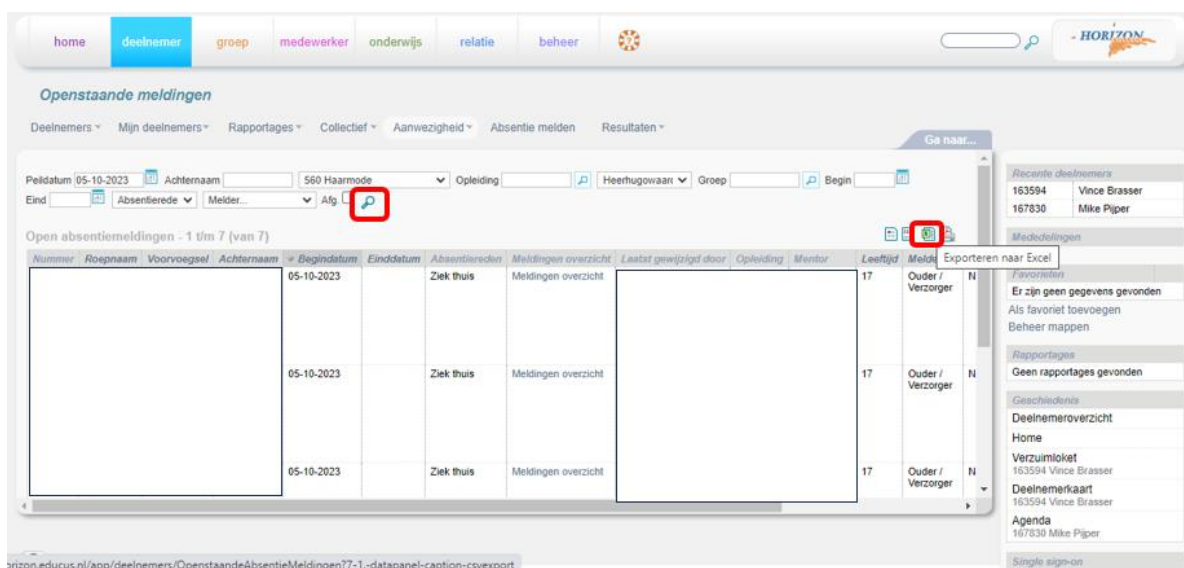 home deelnemer groep medewerker onderwijs relatie beheer
HORIZON
Openstaande meldingen
Deelnemers Mijn deelnemers Rapportages Collectief Aanwezigheid Absentie melden Resultaten
Ga naar...
Peildatum 05-10-2023 Achternaam 560 Haarmode Opleiding Heerhugowaar Groep Begin
Eind Absentierede Melder... Afg.
Open absentiemeldingen - 1 t/m 7 (van 7)
Exporteren naar Excel
Nummer Roepnaam Voorvoegsel Achternaam Begindatum Einddatum Absentiereden Meldingen overzicht Laatst gewijzigd door Opleiding Mentor Leeftijd Melde
05-10-2023 Ziek thuis Meldingen overzicht 17 Ouder / Verzorger N
05-10-2023 Ziek thuis Meldingen overzicht 17 Ouder / Verzorger N
05-10-2023 Ziek thuis Meldingen overzicht 17 Ouder / Verzorger N
Recente deelnemers
163594 Vince Brasser
167830 Mike Pijper
Mededelingen
Favorieten
Er zijn geen gegevens gevonden
Als favoriet toevoegen
Beheer mappen
Rapportages
Geen rapportages gevonden
Geschiedenis
Deelnemeroverzicht
Home
Verzuimloket
163594 Vince Brasser
Deelnemerkaart
163594 Vince Brasser
Agenda
167830 Mike Pijper
Single sign-on
orizon.educus.nl/app/deelnemers/OpenstaandeAbsentieMeldingen?7-1.-datapanel-caption-csvexport